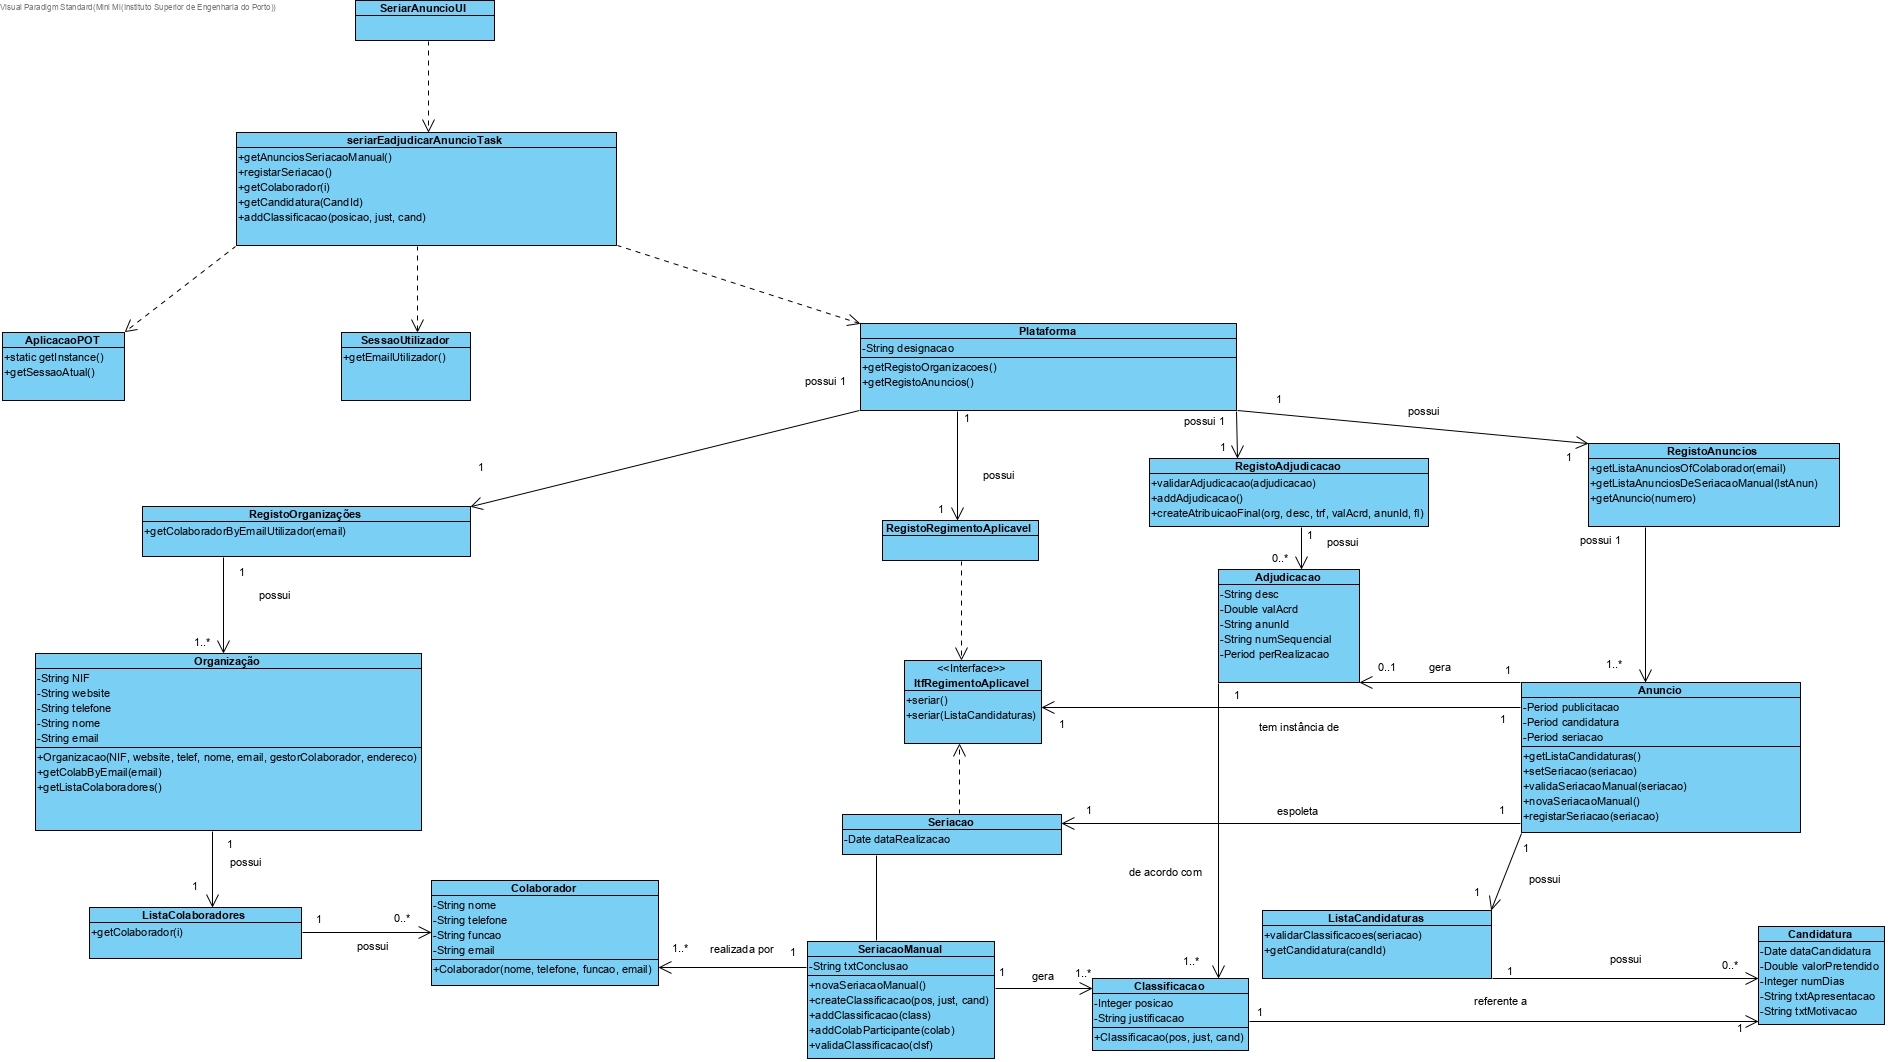 Visual Paradigm Standard(Mini Mi(Instituto Superior de Engenharia do Porto))
SeriarAnuncioUI
seriarEadjudicarAnuncioTask
+getAnunciosSeriacaoManual()
+registarSeriacao()
+getColaborador(i)
+getCandidatura(CandId)
+addClassificacao(posicao, just, cand)
AplicacaoPOT
+static getInstance()
+getSessaoAtual()
SessaoUtilizador
+getEmailUtilizador()
Plataforma
-String designacao
+getRegistoOrganizacoes()
+getRegistoAnuncios()
possui 1
1
1
possui
1
possui 1
1
1
possui
1
RegistoOrganizações
+getColaboradorByEmailUtilizador(email)
RegistoRegimentoAplicavel
RegistoAdjudicacao
+validarAdjudicacao(adjudicacao)
+addAdjudicacao()
+createAtribuicaoFinal(org, desc, trf, valAcrd, anunId, fl)
RegistoAnuncios
+getListaAnunciosOfColaborador(email)
+getListaAnunciosDeSeriacaoManual(lstAnun)
+getAnuncio(numero)
1
possui
1..*
1
possui
0..*
possui 1
1..*
Organização
-String NIF
-String website
-String telefone
-String nome
-String email
+Organizacao(NIF, website, telef, nome, email, gestorColaborador, endereco)
+getColabByEmail(email)
+getListaColaboradores()
<<Interface>>
ItfRegimentoAplicavel
+seriar()
+seriar(ListaCandidaturas)
Adjudicacao
-String desc
-Double valAcrd
-String anunId
-String numSequencial
-Period perRealizacao
0..1
gera
1
1
1
tem instância de
1
Anuncio
-Period publicitacao
-Period candidatura
-Period seriacao
+getListaCandidaturas()
+setSeriacao(seriacao)
+validaSeriacaoManual(seriacao)
+novaSeriacaoManual()
+registarSeriacao(seriacao)
1
espoleta
1
Seriacao
-Date dataRealizacao
1
possui
1
de acordo com
1..*
1
possui
1
ListaColaboradores
+getColaborador(i)
1
possui
0..*
Colaborador
-String nome
-String telefone
-String funcao
-String email
+Colaborador(nome, telefone, funcao, email)
1..*
realizada por
1
SeriacaoManual
-String txtConclusao
+novaSeriacaoManual()
+createClassificacao(pos, just, cand)
+addClassificacao(class)
+addColabParticipante(colab)
+validaClassificacao(clsf)
1
gera
1..*
Classificacao
-Integer posicao
-String justificacao
+Classificacao(pos, just, cand)
ListaCandidaturas
+validarClassificacoes(seriacao)
+getCandidatura(candId)
1
possui
0..*
1
referente a
1
Candidatura
-Date dataCandidatura
-Double valorPretendido
-Integer numDias
-String txtApresentacao
-String txtMotivacao